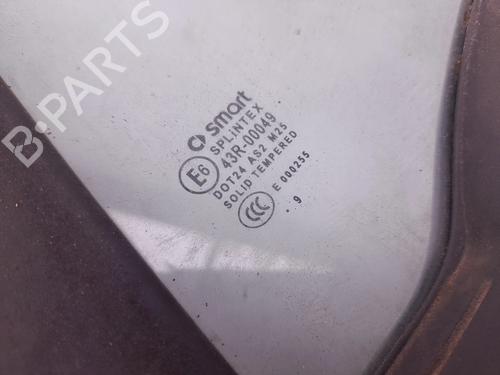 smart
SPLiNTEX
E6 43R-00049
DOT24 AS2 M25
SOLID TEMPERED
CCC E 000255
. 9
B-PARTS